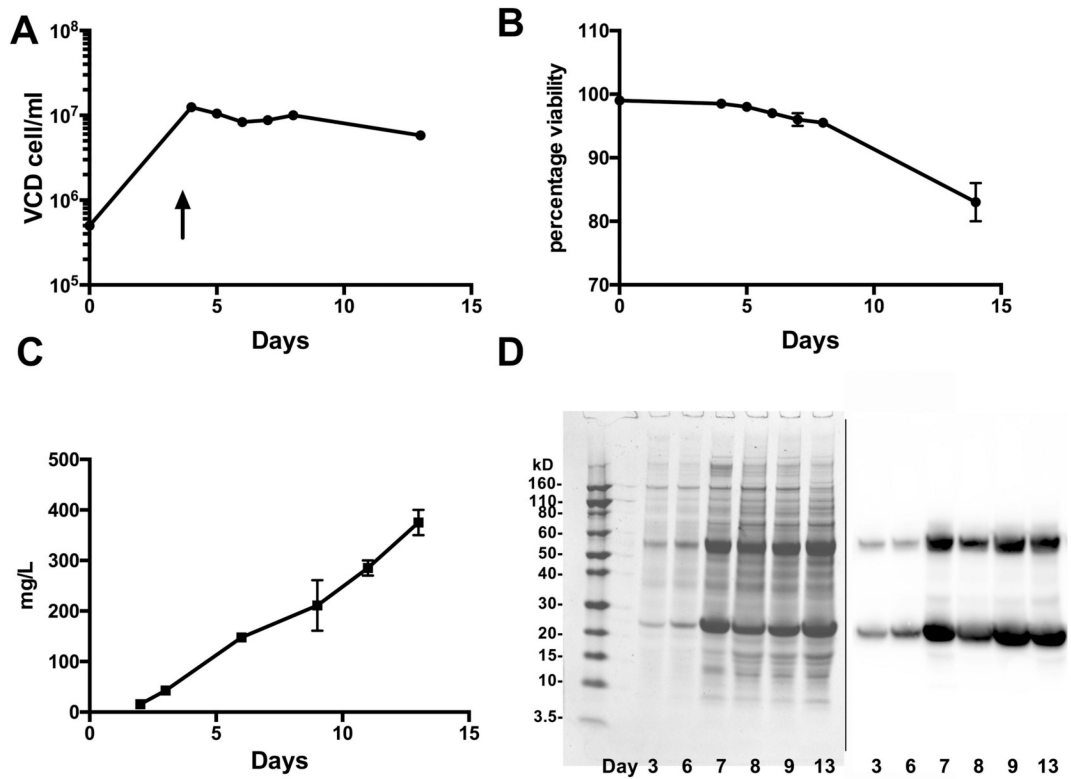 A
VCD cell/ml
10^8
10^7
10^6
10^5
0 5 10 15
Days
B
percentage viability
110
100
90
80
70
0 5 10 15
Days
C
mg/L
500
400
300
200
100
0
0 5 10 15
Days
D
kD
160-
110-
80-
60-
50-
40-
30-
20-
15-
10-
3.5-
Day 3 6 7 8 9 13 3 6 7 8 9 13